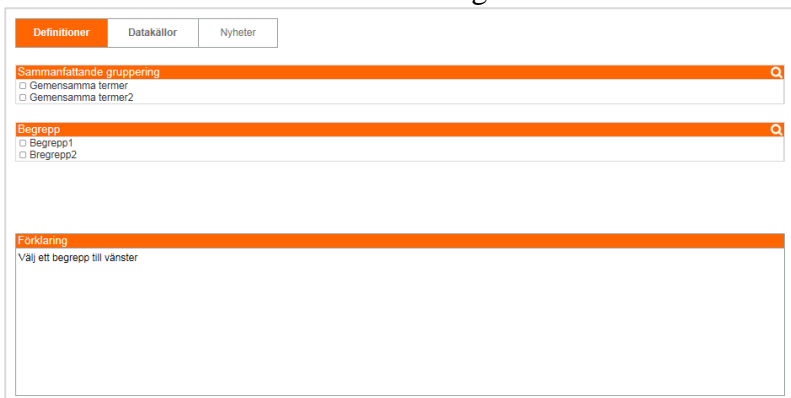 Definitioner Datakällor Nyheter
Sammanfattande gruppering
Gemensamma termer
Gemensamma termer2
Begrepp
Begrepp1
Bregrepp2
Förklaring
Välj ett begrepp till vänster